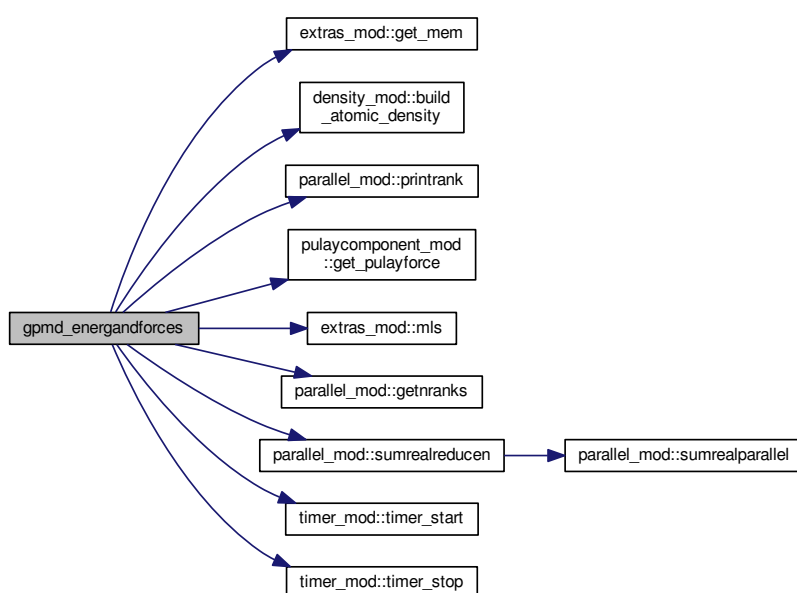 extras_mod::get_mem
density_mod::build
_atomic_density
parallel_mod::printrank
pulaycomponent_mod
::get_pulayforce
gpmd_energandforces
extras_mod::mls
parallel_mod::getnranks
parallel_mod::sumrealreducen
parallel_mod::sumrealparallel
timer_mod::timer_start
timer_mod::timer_stop